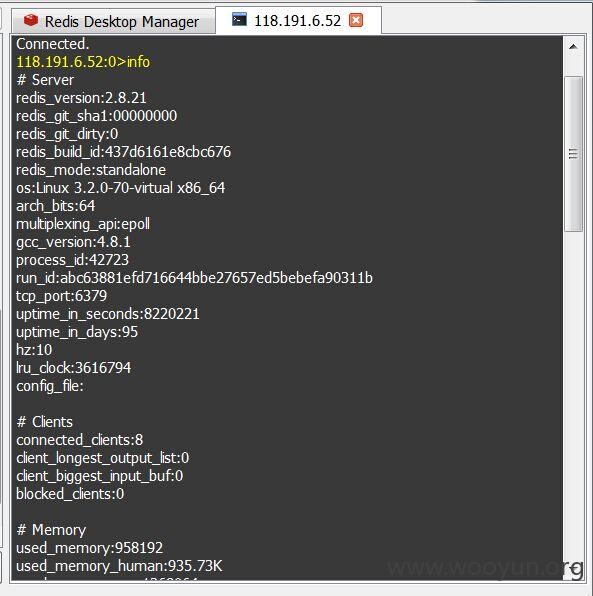 Redis Desktop Manager
118.191.6.52
Connected.
118.191.6.52:0>info
# Server
redis_version:2.8.21
redis_git_sha1:00000000
redis_git_dirty:0
redis_build_id:437d6161e8cbc676
redis_mode:standalone
os:Linux 3.2.0-70-virtual x86_64
arch_bits:64
multiplexing_api:epoll
gcc_version:4.8.1
process_id:42723
run_id:abc63881efd716644bbe27657ed5bebefa90311b
tcp_port:6379
uptime_in_seconds:8220221
uptime_in_days:95
hz:10
lru_clock:3616794
config_file:
# Clients
connected_clients:8
client_longest_output_list:0
client_biggest_input_buf:0
blocked_clients:0
# Memory
used_memory:958192
used_memory_human:935.73K
www.wooyun.org